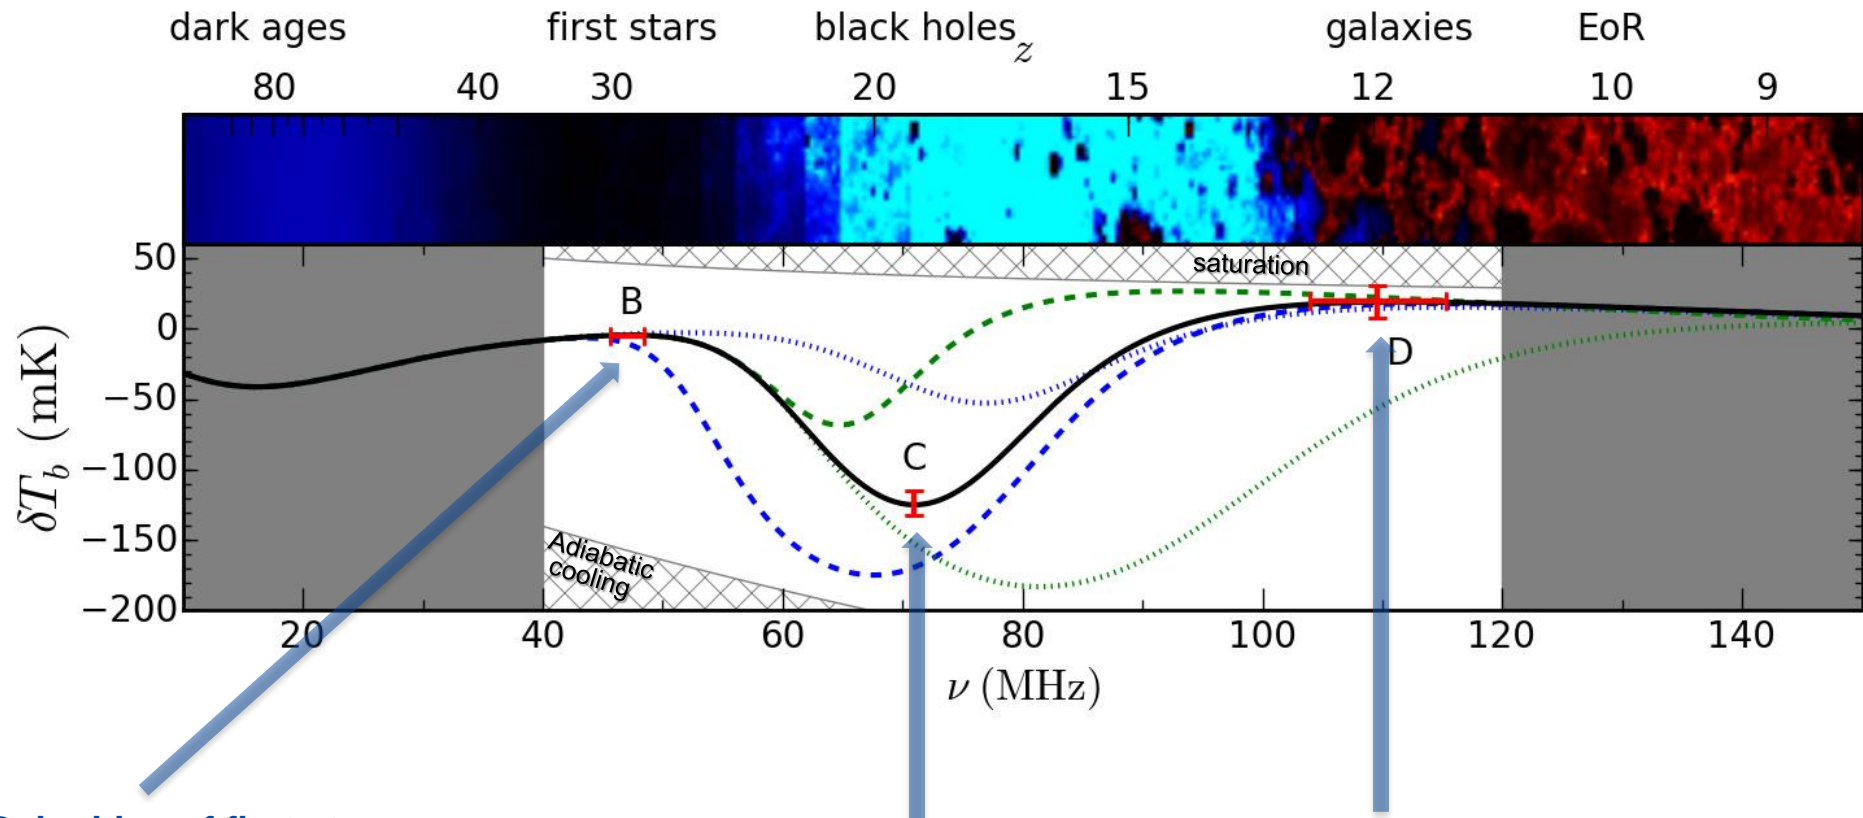 dark ages first stars black holes galaxies EoR
z
80 40 30 20 15 12 10 9
50
saturation
B
0
D
−50
δT_b (mK)
C
−100
−150
Adiabatic
cooling
−200
20 40 60 80 100 120 140
ν (MHz)